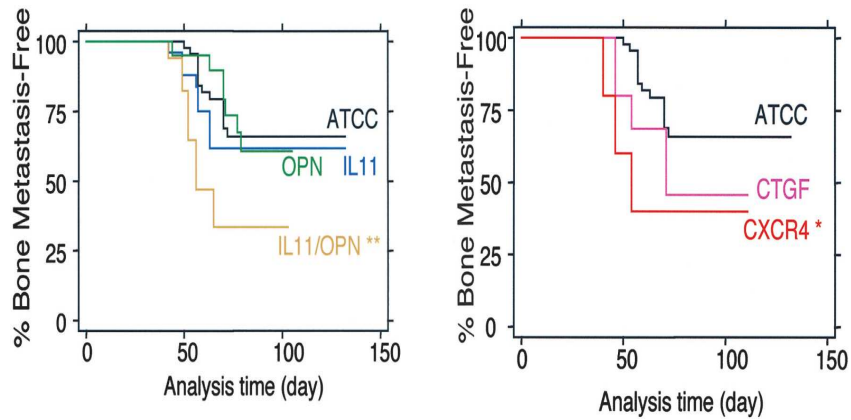 % Bone Metastasis-Free
100
75
50
25
0
ATCC
OPN IL11
IL11/OPN **
0 50 100 150
Analysis time (day)
% Bone Metastasis-Free
100
75
50
25
0
ATCC
CTGF
CXCR4 *
0 50 100 150
Analysis time (day)